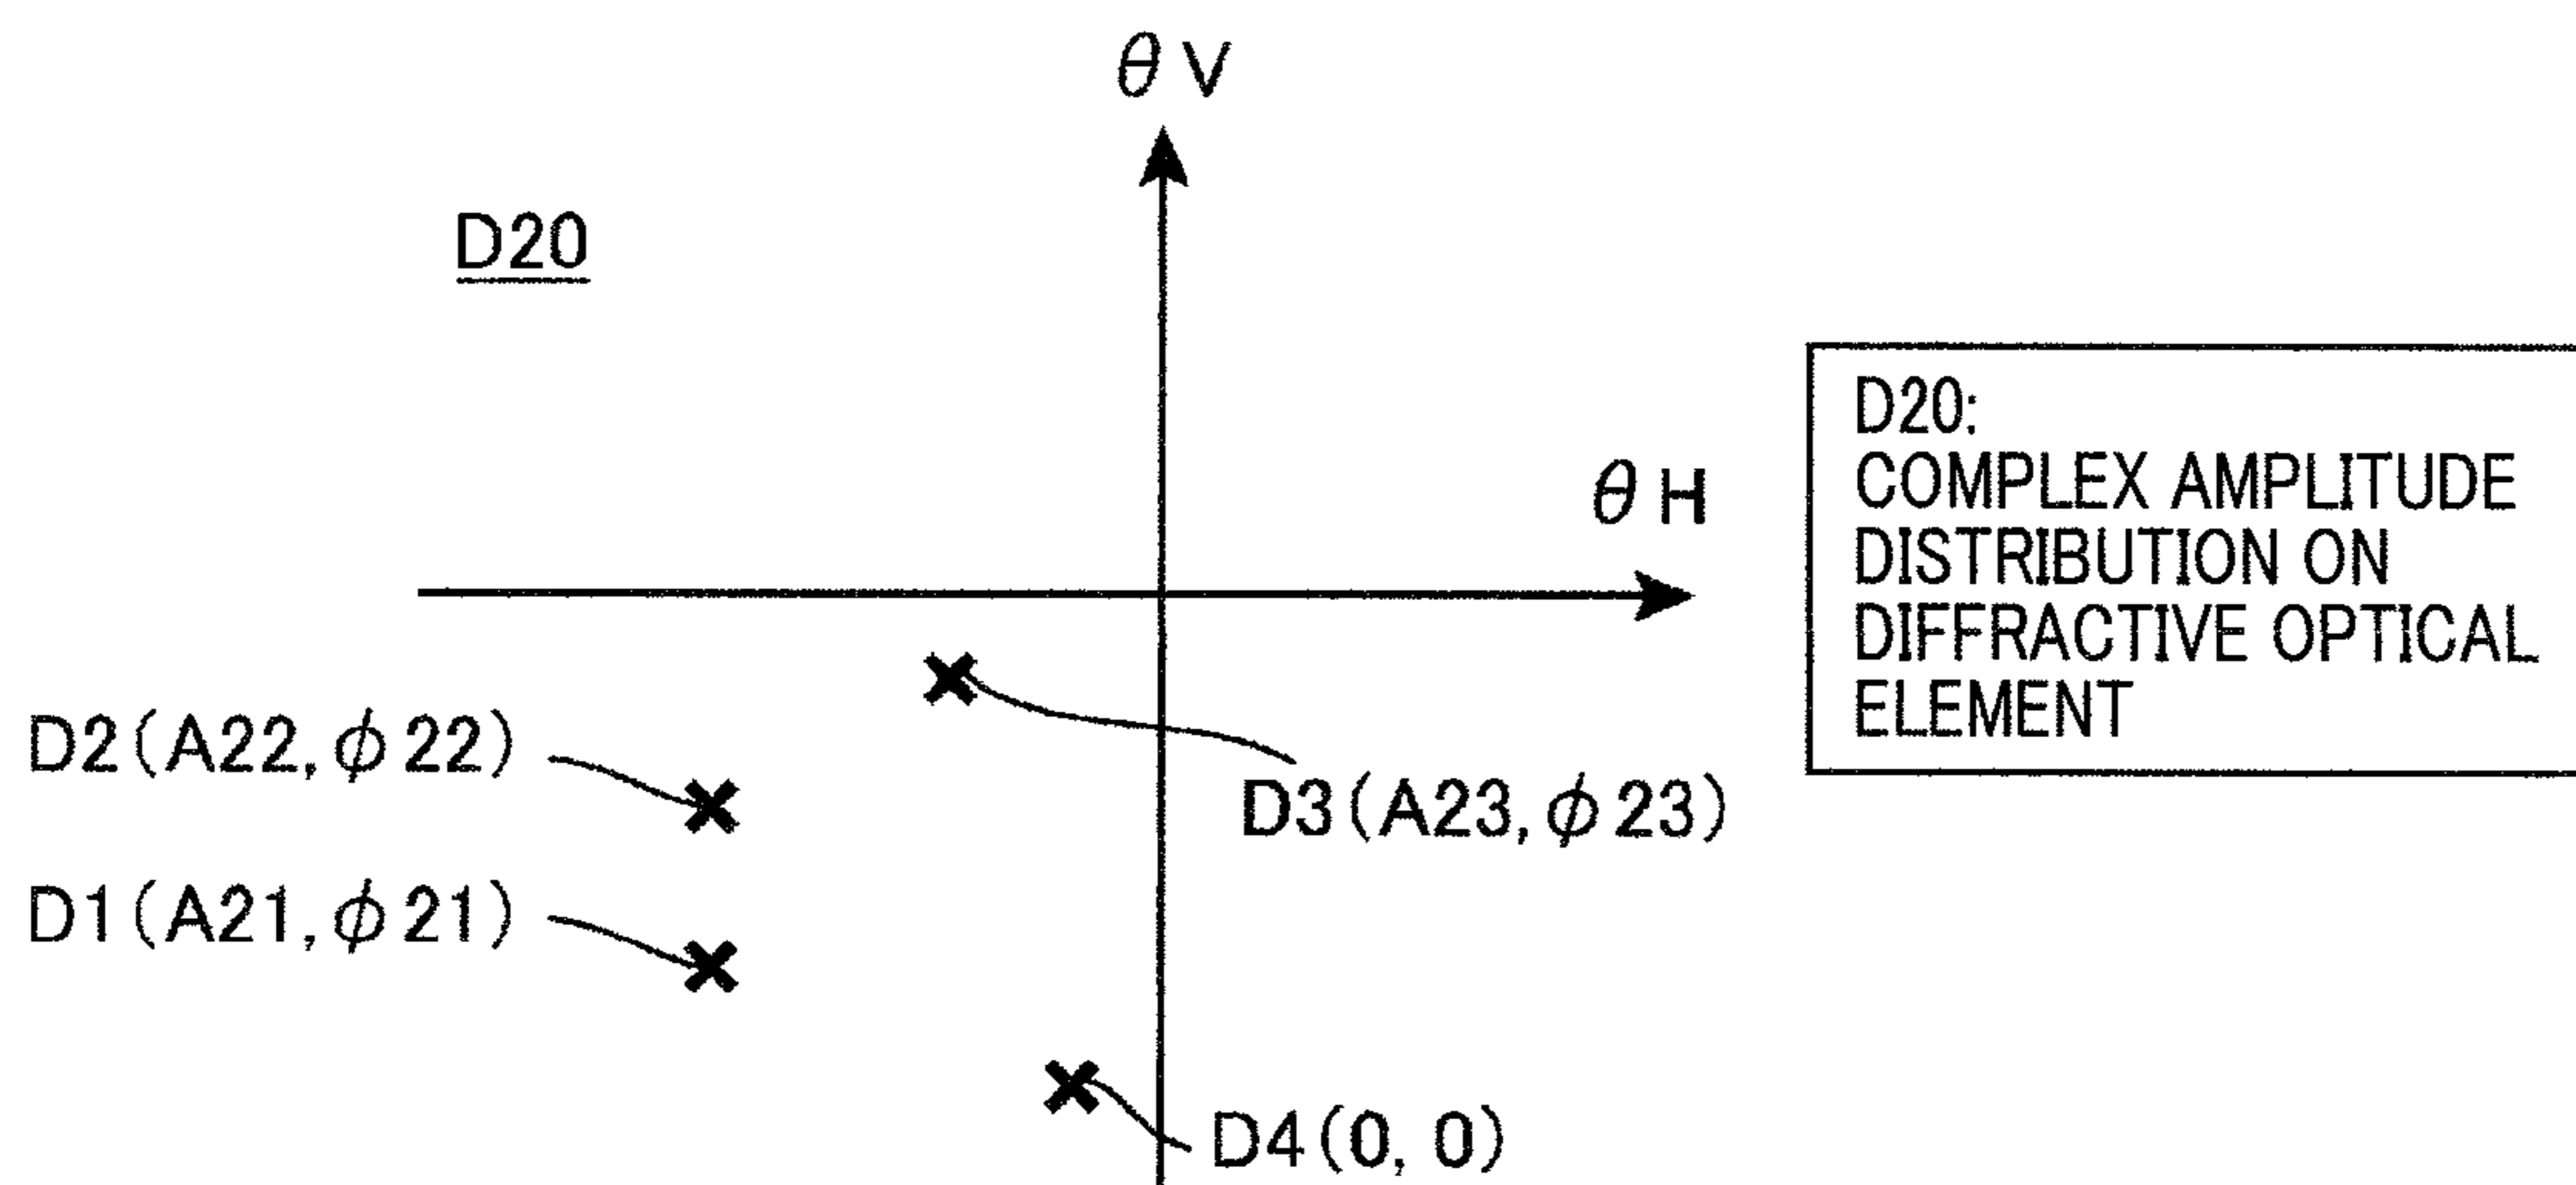 θV
D20
θH
D20:
COMPLEX AMPLITUDE
DISTRIBUTION ON
DIFFRACTIVE OPTICAL
ELEMENT
D2(A22,φ22)
D3(A23,φ23)
D1(A21,φ21)
D4(0, 0)